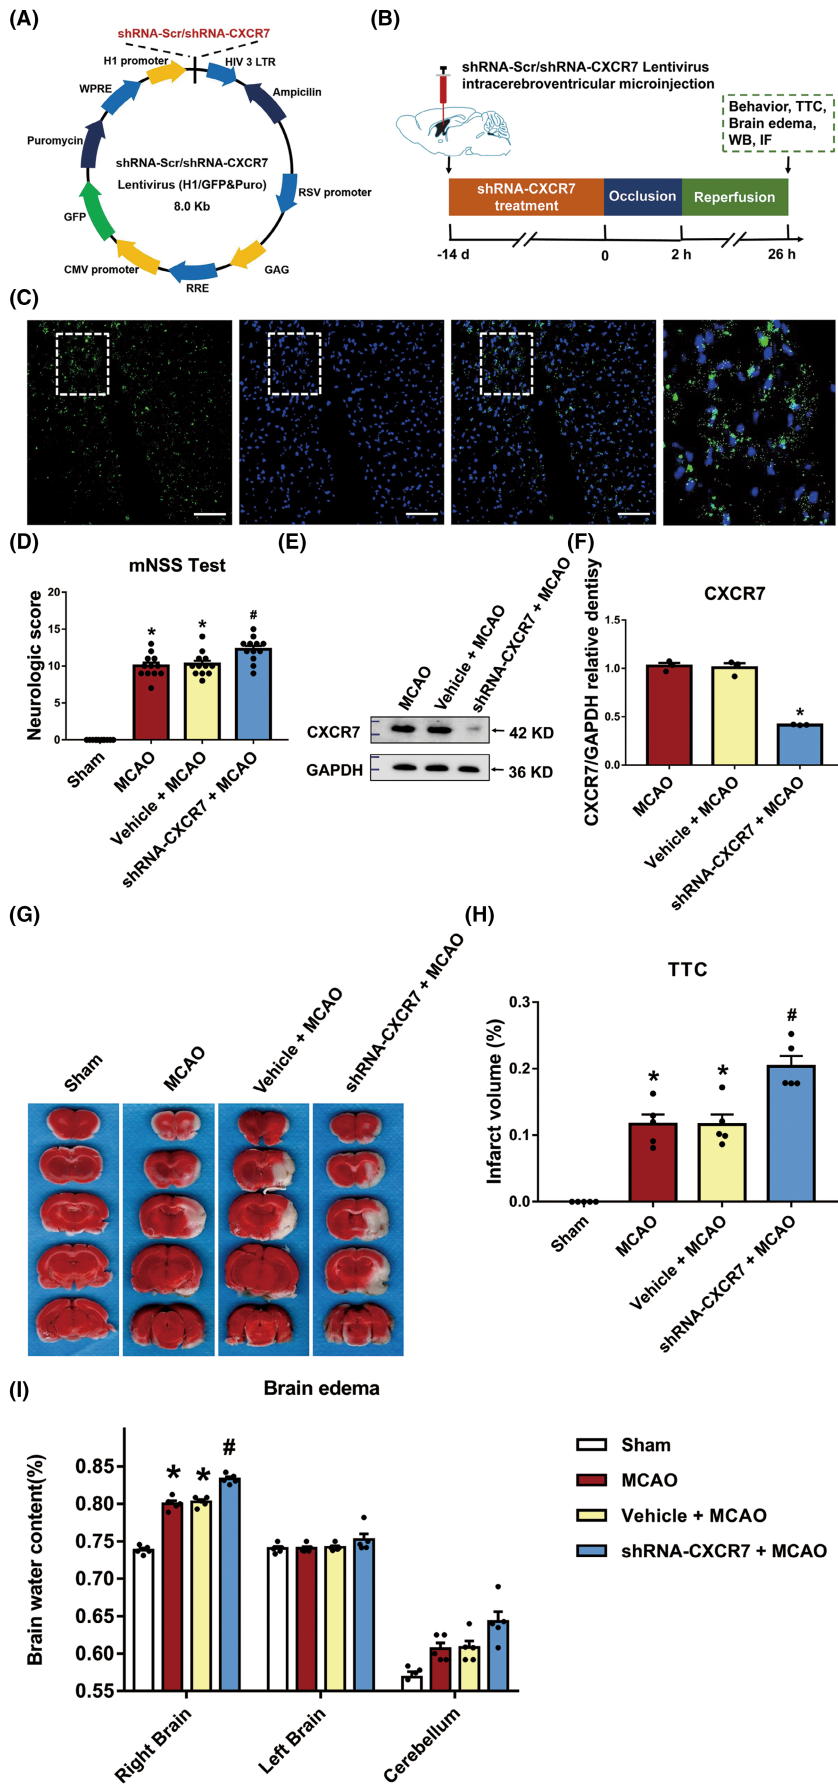 (A)
shRNA-Scr/shRNA-CXCR7
H1 promoter
HIV 3 LTR
WPRE
Ampicilin
Puromycin
shRNA-Scr/shRNA-CXCR7
Lentivirus (H1/GFP&Puro)
8.0 Kb
RSV promoter
GFP
CMV promoter
GAG
RRE
(B)
shRNA-Scr/shRNA-CXCR7 Lentivirus
intracerebroventricular microinjection
Behavior, TTC,
Brain edema,
WB, IF
shRNA-CXCR7
treatment
Occlusion
Reperfusion
-14 d
0
2 h
26 h
(C)
(D)
mNSS Test
Neurologic score
20
15
10
5
0
*
*
#
Sham
MCAO
Vehicle + MCAO
shRNA-CXCR7 + MCAO
(E)
MCAO
Vehicle + MCAO
shRNA-CXCR7 + MCAO
CXCR7
42 KD
GAPDH
36 KD
(F)
CXCR7
CXCR7/GAPDH relative dentisy
1.5
1.0
0.5
0.0
*
MCAO
Vehicle + MCAO
shRNA-CXCR7 + MCAO
(G)
Sham
MCAO
Vehicle + MCAO
shRNA-CXCR7 + MCAO
(H)
TTC
Infarct volume (%)
0.3
0.2
0.1
0.0
*
*
#
Sham
MCAO
Vehicle + MCAO
shRNA-CXCR7 + MCAO
(I)
Brain edema
Brain water content(%)
0.85
0.80
0.75
0.70
0.65
0.60
0.55
*
*
#
Right Brain
Left Brain
Cerebellum
Sham
MCAO
Vehicle + MCAO
shRNA-CXCR7 + MCAO